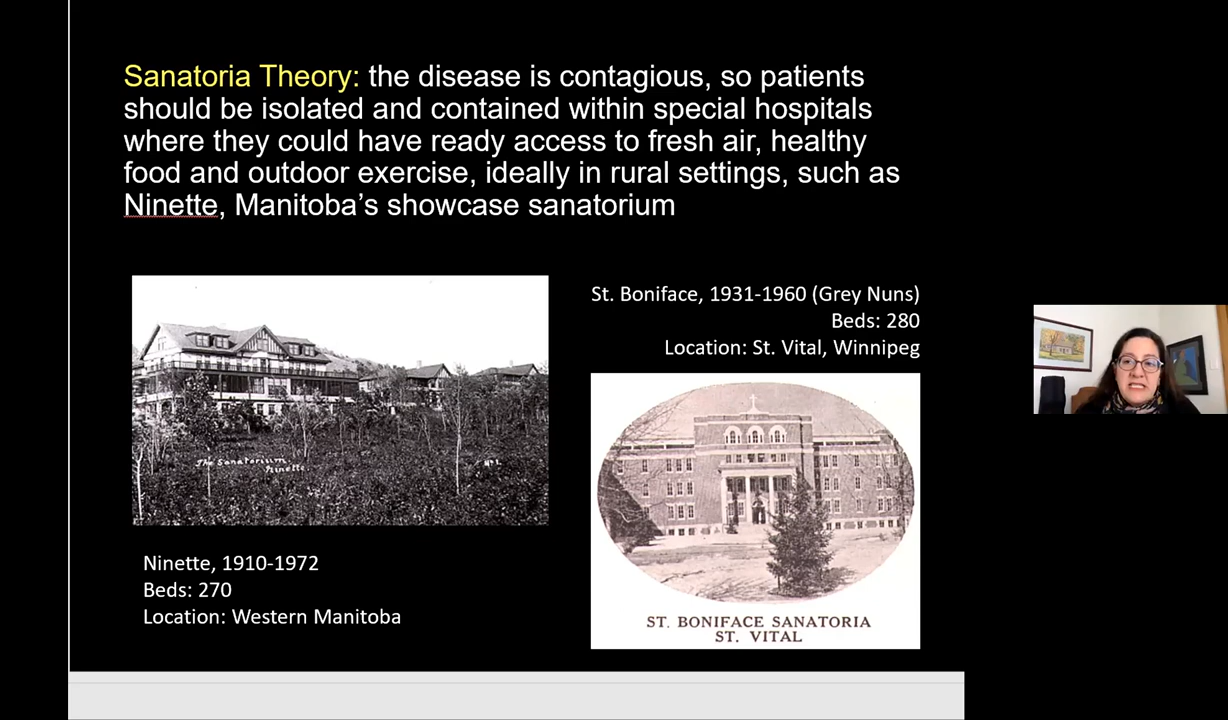 Sanatoria Theory: the disease is contagious, so patients
should be isolated and contained within special hospitals
where they could have ready access to fresh air, healthy
food and outdoor exercise, ideally in rural settings, such as
Ninette, Manitoba’s showcase sanatorium
St. Boniface, 1931-1960 (Grey Nuns)
Beds: 280
Location: St. Vital, Winnipeg
The Sanatorium.
Ninette
Ninette, 1910-1972
Beds: 270
Location: Western Manitoba
ST. BONIFACE SANATORIA
ST. VITAL